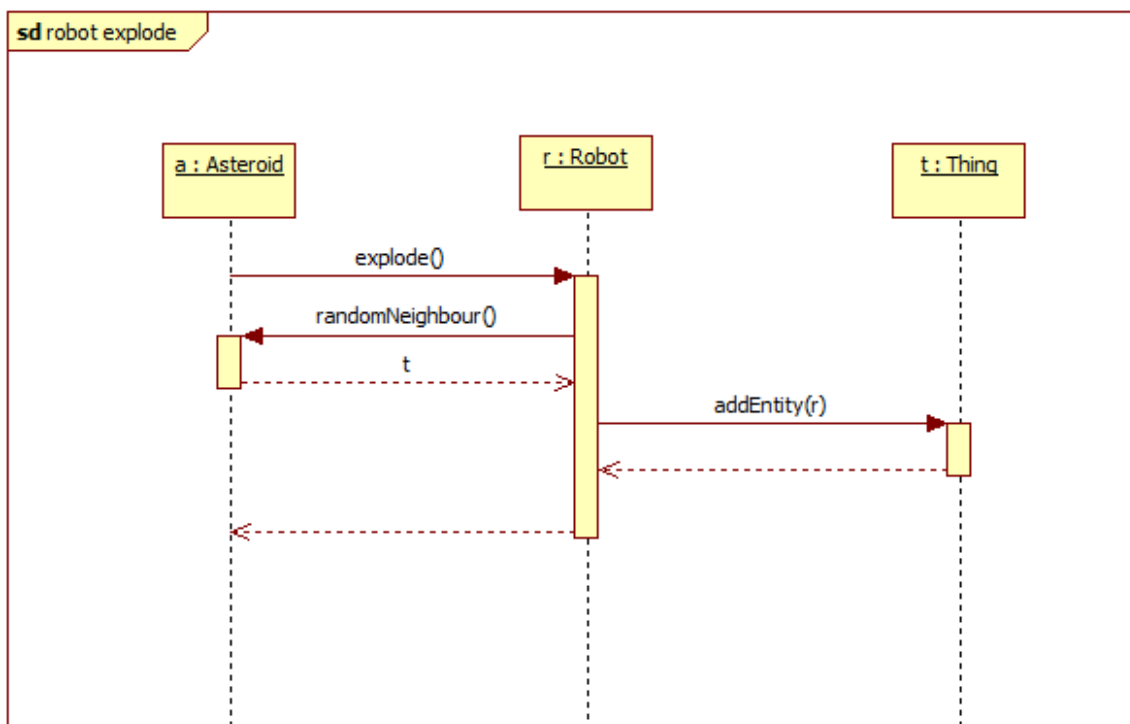 sd robot explode
a : Asteroid
r : Robot
t : Thing
explode()
randomNeighbour()
t
addEntity(r)